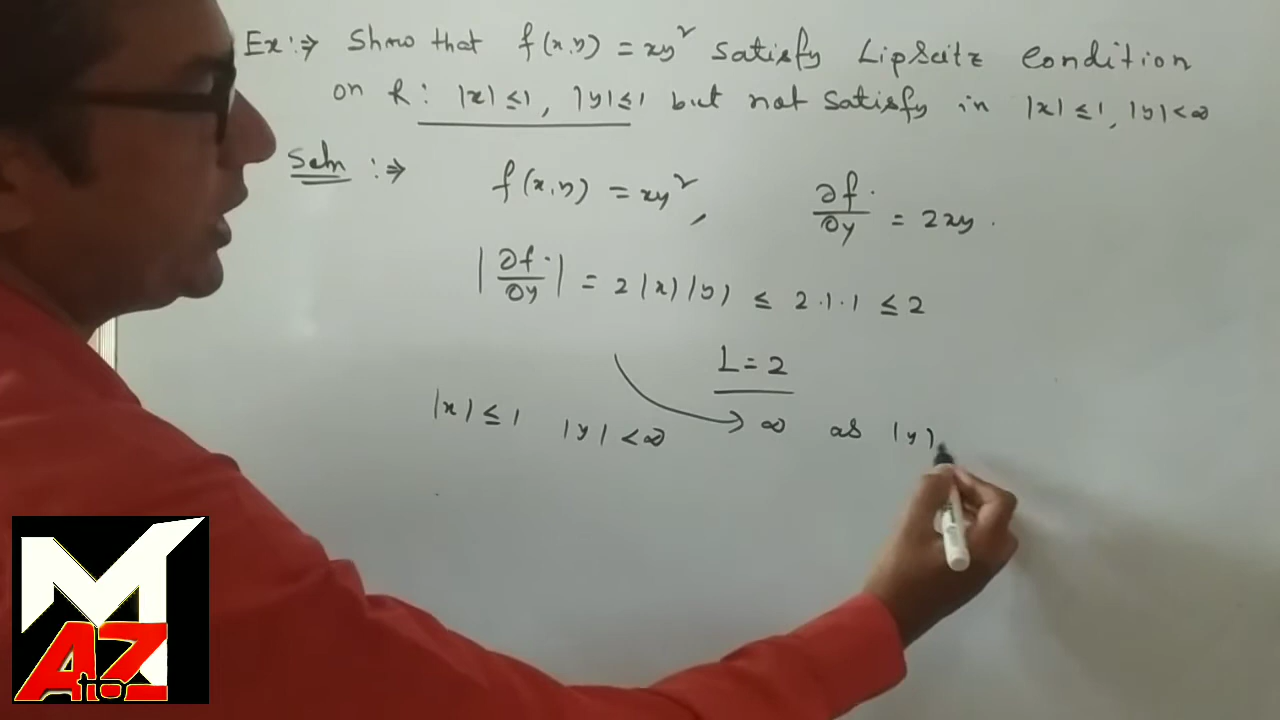 Ex :⇒ Show that f(x,y) = xy² satisfy Lipscitz condition
on R : |x| ≤ 1, |y| ≤ 1 but not satisfy in |x| ≤ 1, |y| < ∞
Soln :⇒ f(x,y) = xy², ∂f/∂y = 2xy.
|∂f/∂y| = 2|x||y| ≤ 2·1·1 ≤ 2
L = 2
|x| ≤ 1 |y| < ∞ → ∞ as |y|
M
AtoZ